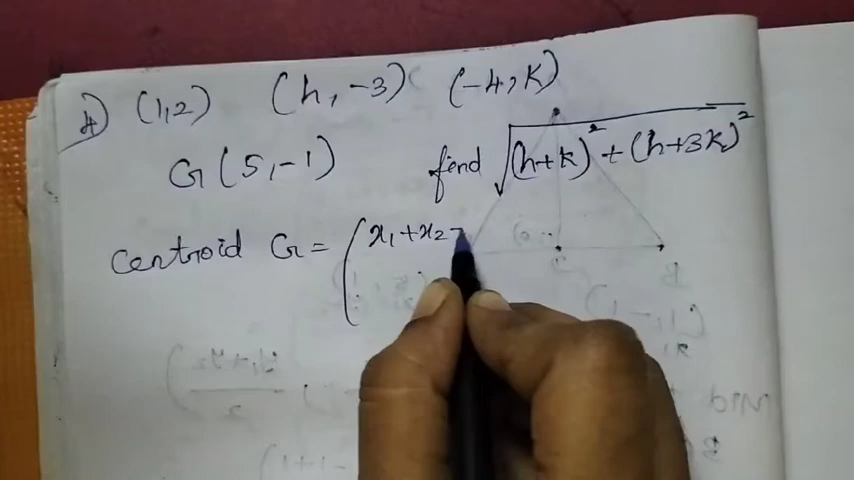 4) (1,2) (h, -3) (-4, k)
G(5,-1) find √(h+k)² + (h+3k)²
centroid G = (x₁+x₂